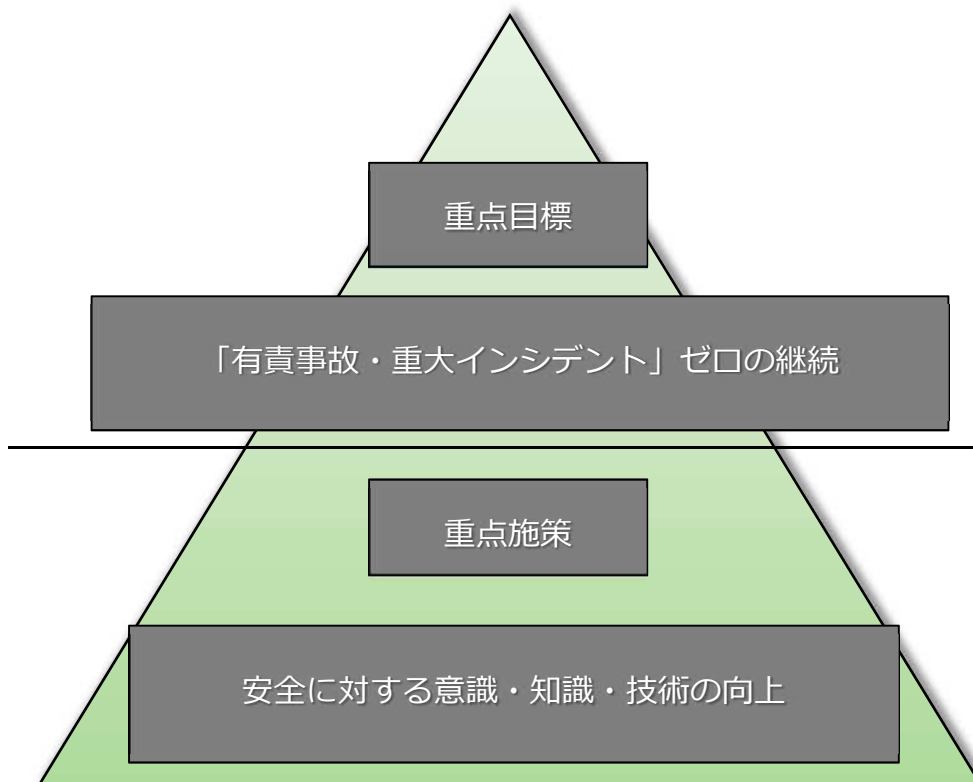 重点目標
「有責事故・重大インシデント」ゼロの継続
重点施策
安全に対する意識・知識・技術の向上